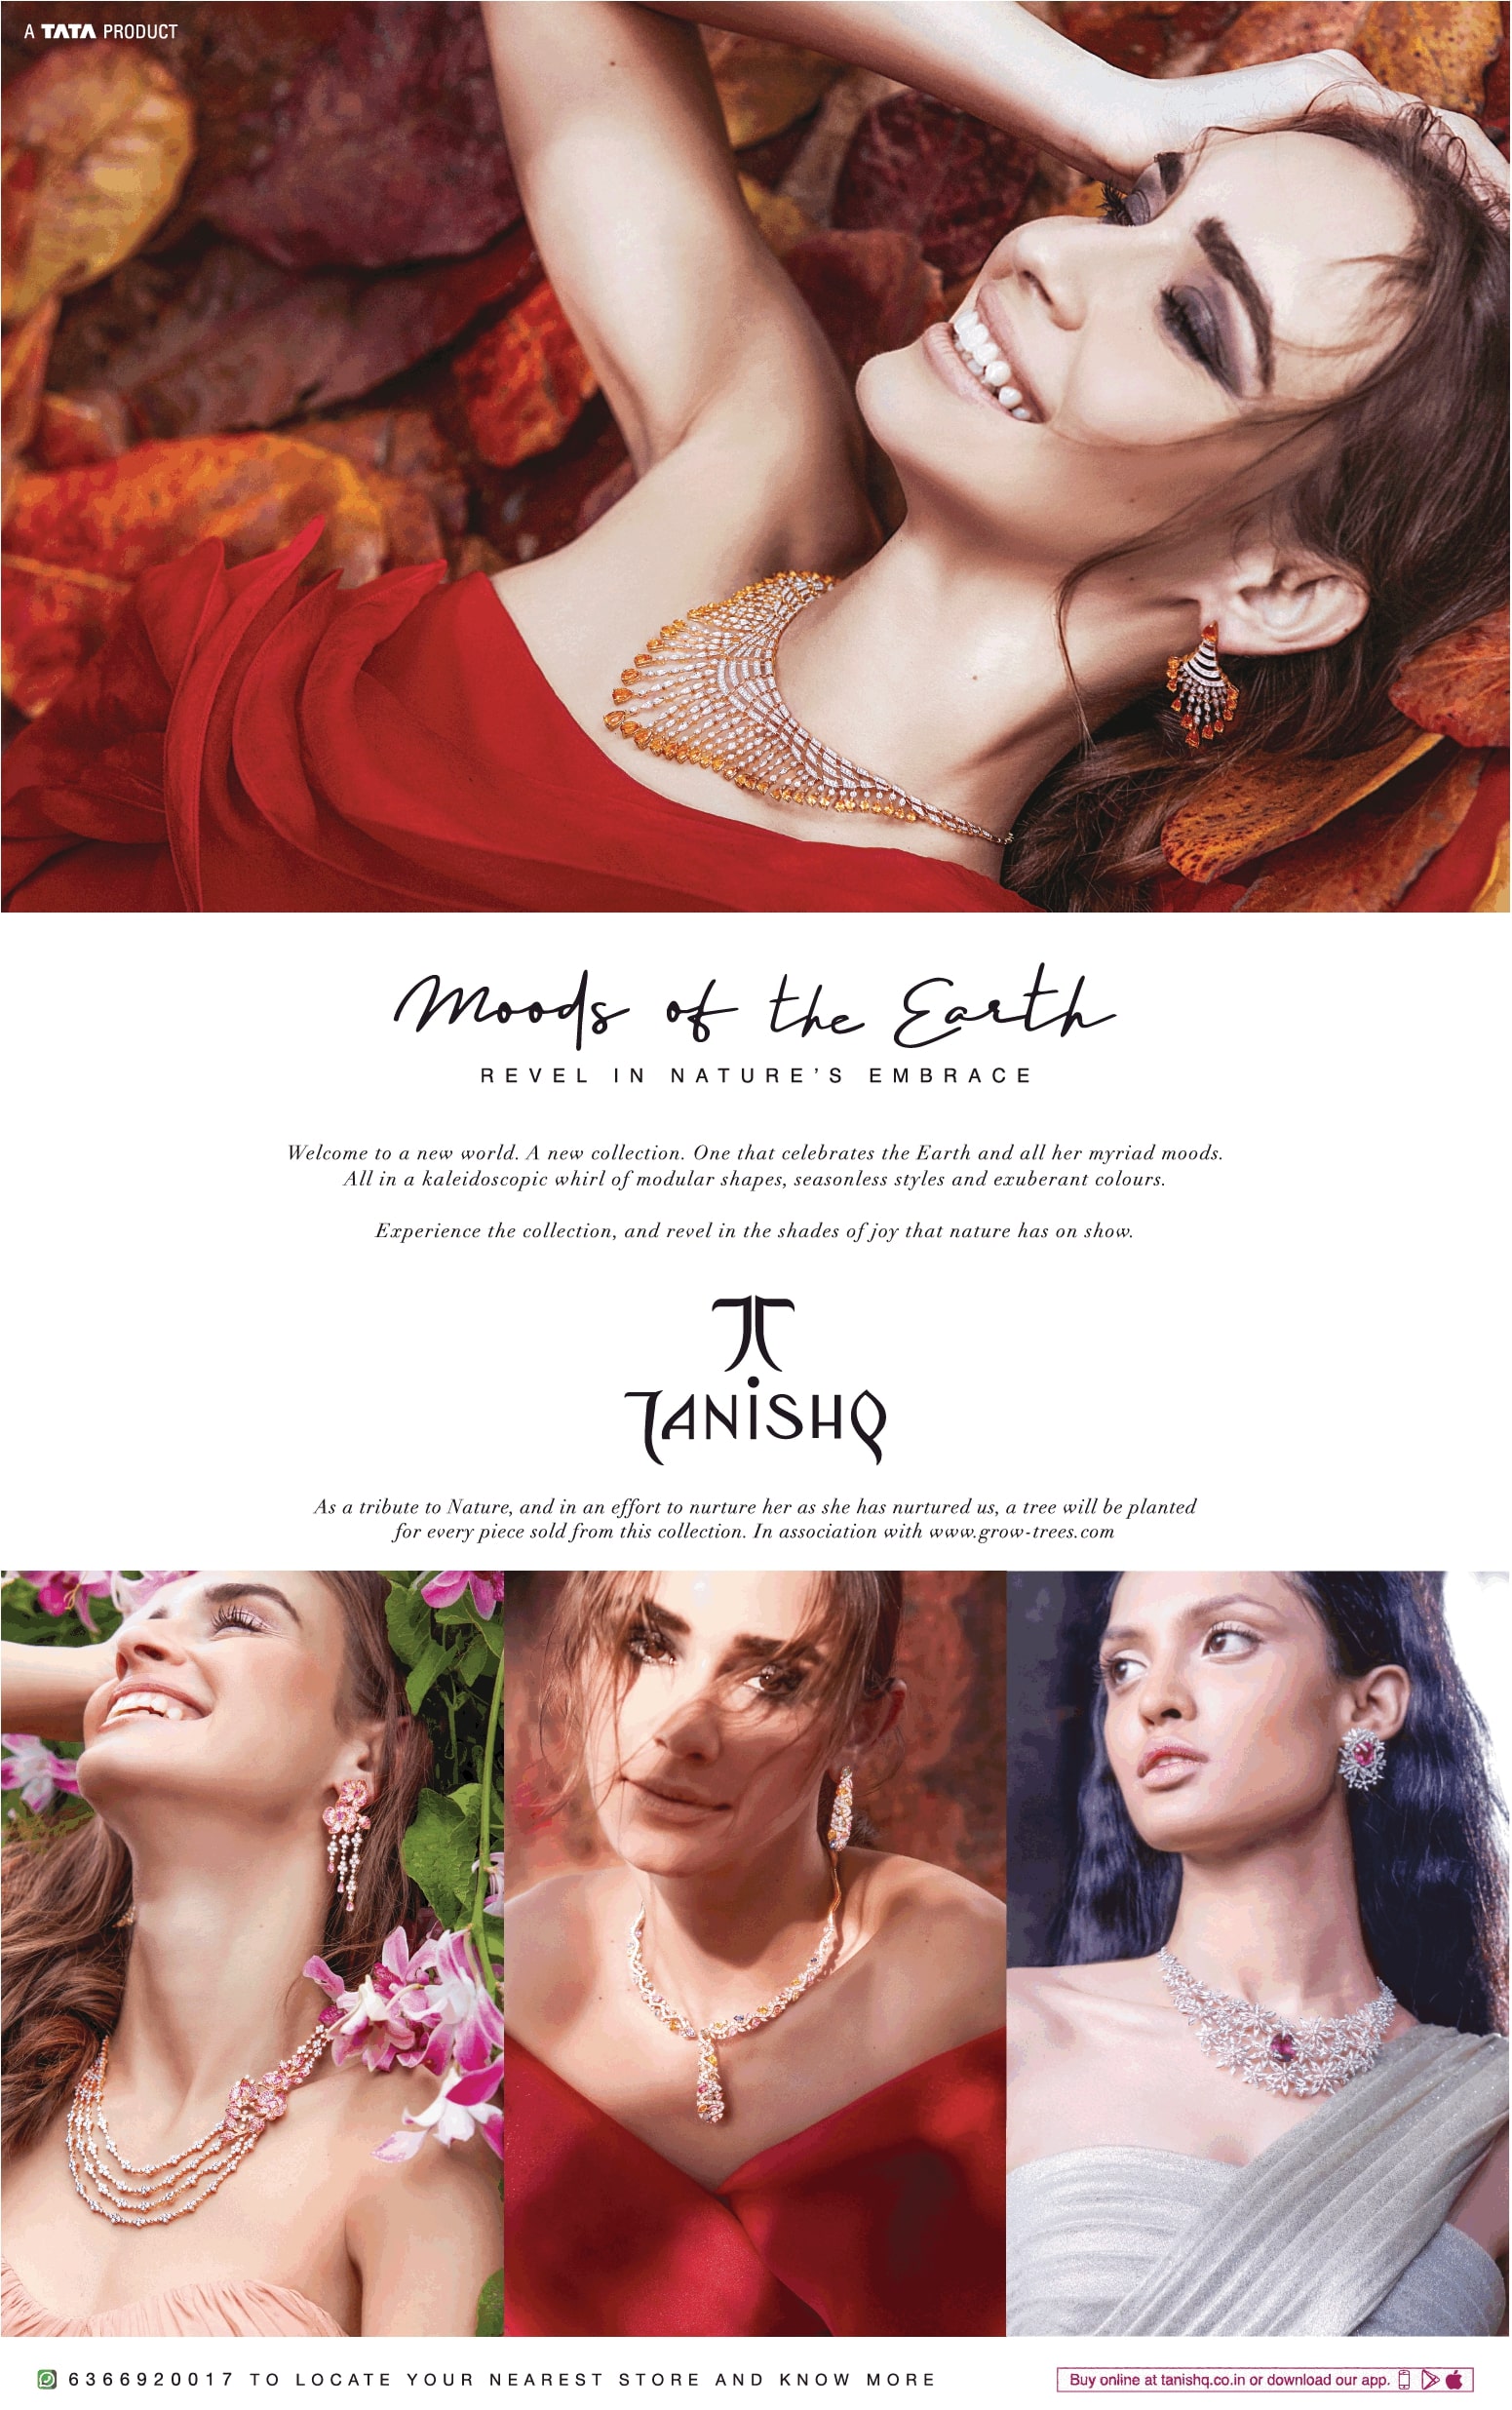 A TATA PRODUCT
Moods of the Earth
REVEL IN NATURE’S EMBRACE
Welcome to a new world. A new collection. One that celebrates the Earth and all her myriad moods.
All in a kaleidoscopic whirl of modular shapes, seasonless styles and exuberant colours.
Experience the collection, and revel in the shades of joy that nature has on show.
TANiSHQ
As a tribute to Nature, and in an effort to nurture her as she has nurtured us, a tree will be planted
for every piece sold from this collection. In association with www.grow-trees.com
6366920017 TO LOCATE YOUR NEAREST STORE AND KNOW MORE
Buy online at tanishq.co.in or download our app.